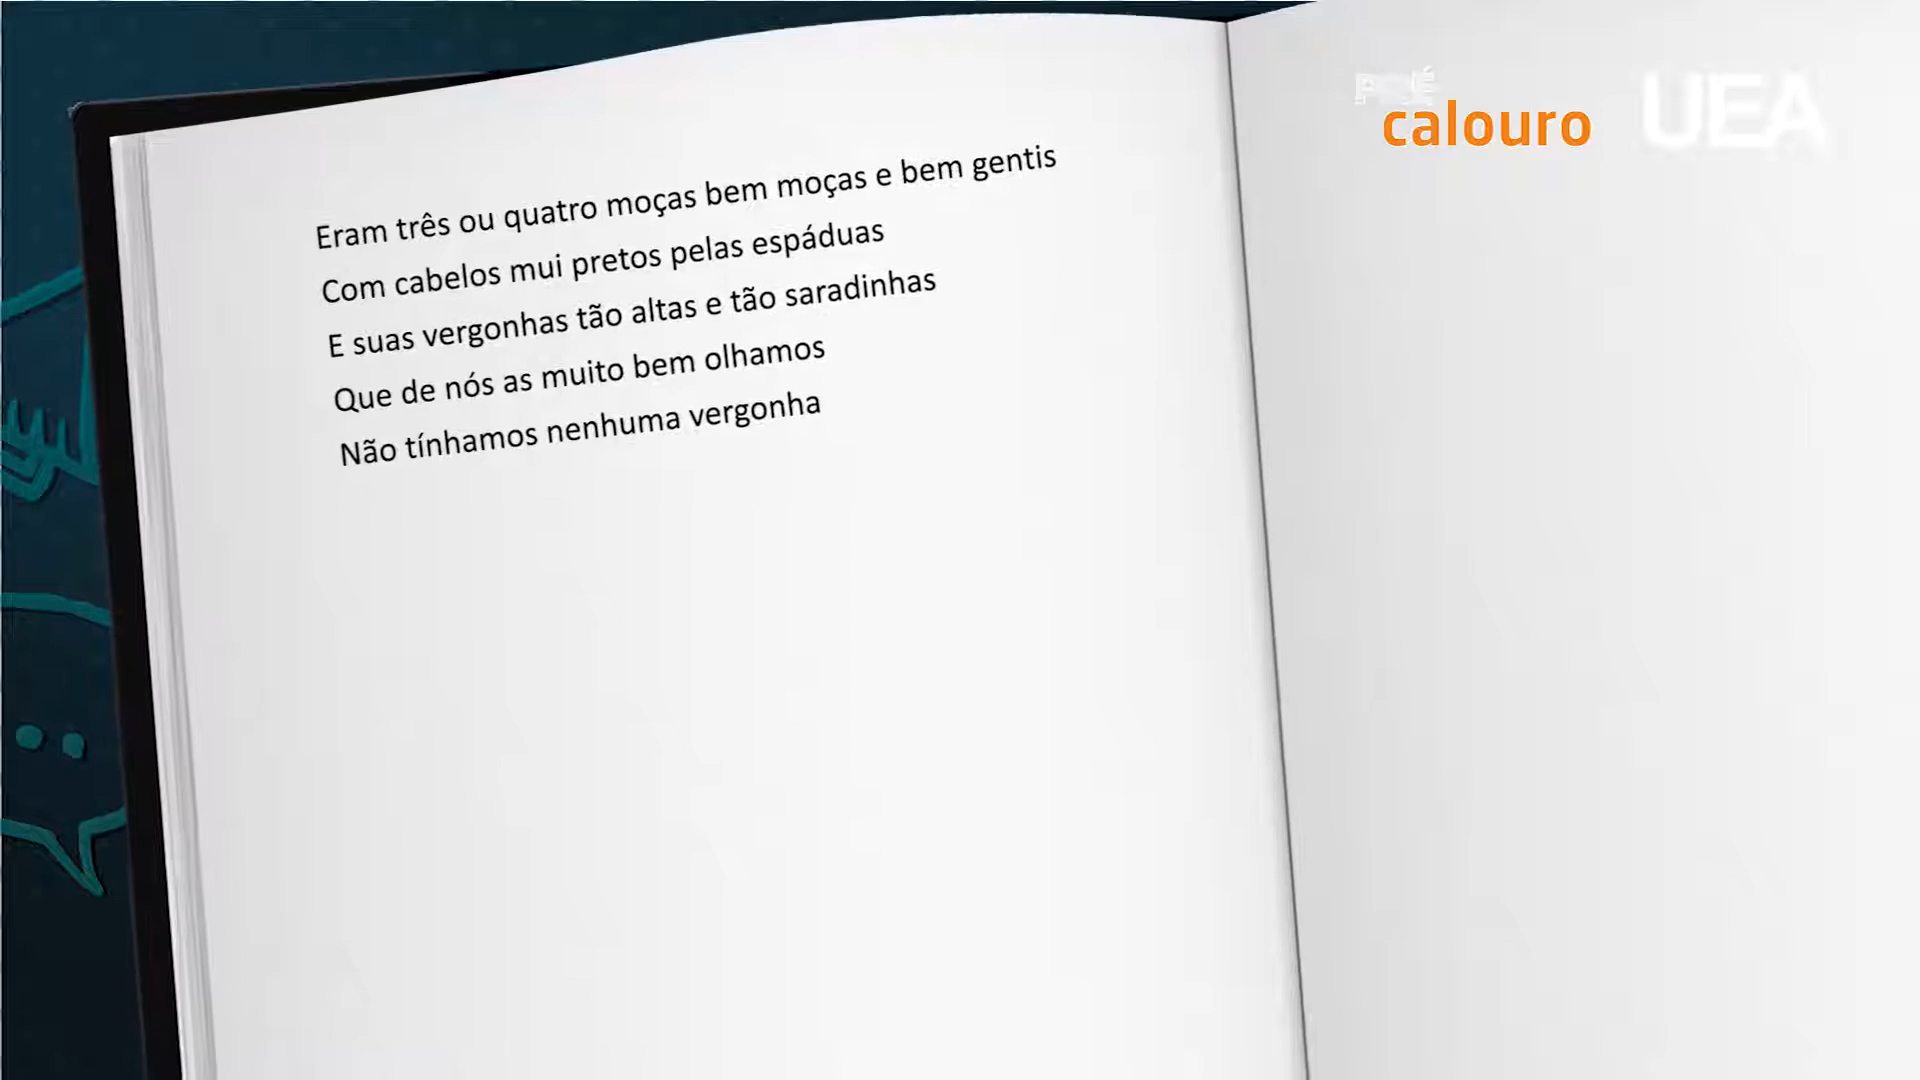 Eram três ou quatro moças bem moças e bem gentis
Com cabelos mui pretos pelas espáduas
E suas vergonhas tão altas e tão saradinhas
Que de nós as muito bem olhamos
Não tínhamos nenhuma vergonha
calouro
UEA